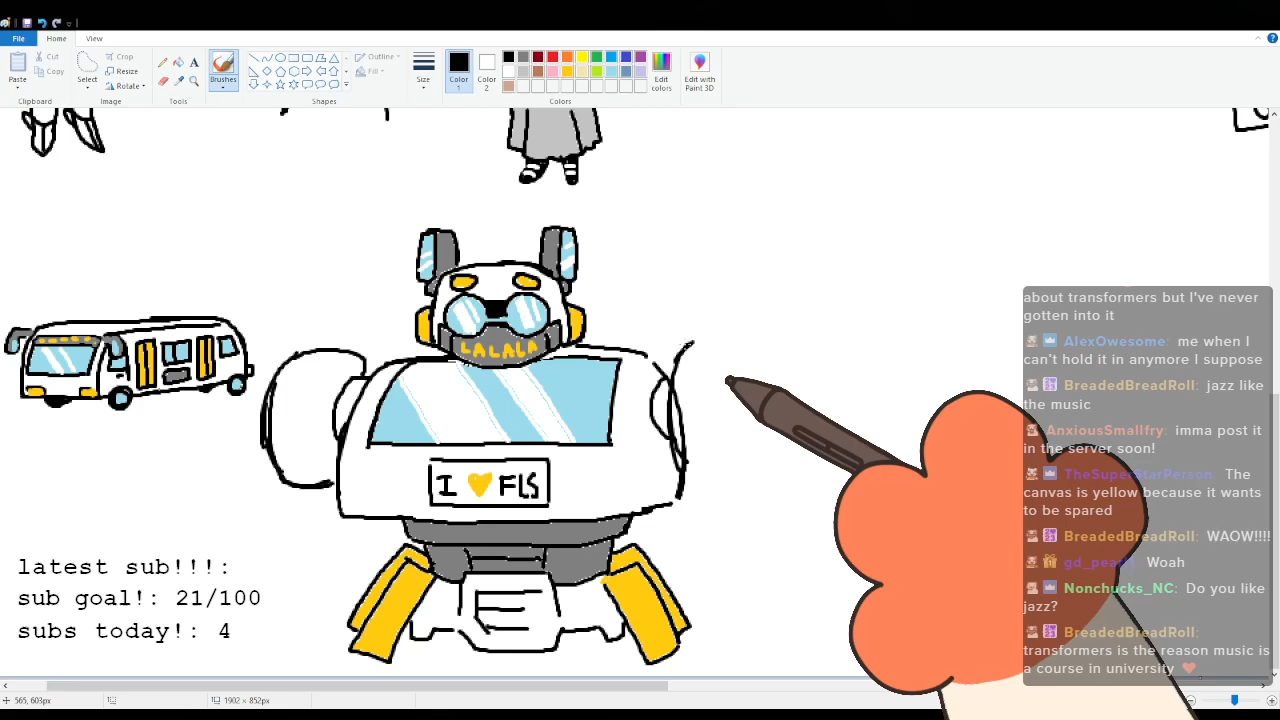 File Home View
Paste
Cut
Copy
Clipboard
Select
Crop
Resize
Rotate
Image
Tools
Brushes
Shapes
Outline
Fill
Size
Color
1
Color
2
Edit
colors
Edit with
Paint 3D
Colors
LALALA
I FLS
latest sub!!!:
sub goal!: 21/100
subs today!: 4
about transformers but I've never
gotten into it
AlexOwesome: me when I
can't hold it in anymore I suppose
BreadedBreadRoll: jazz like
the music
AnxiousSmallfry: imma post it
in the server soon!
TheSuperStarPerson: The
canvas is yellow because it wants
to be spared
BreadedBreadRoll: WAOW!!!!
Woah
Nonchucks_NC: Do you like
jazz?
BreadedBreadRoll:
transformers is the reason music is
a course in university
565, 603px
1902 × 852px